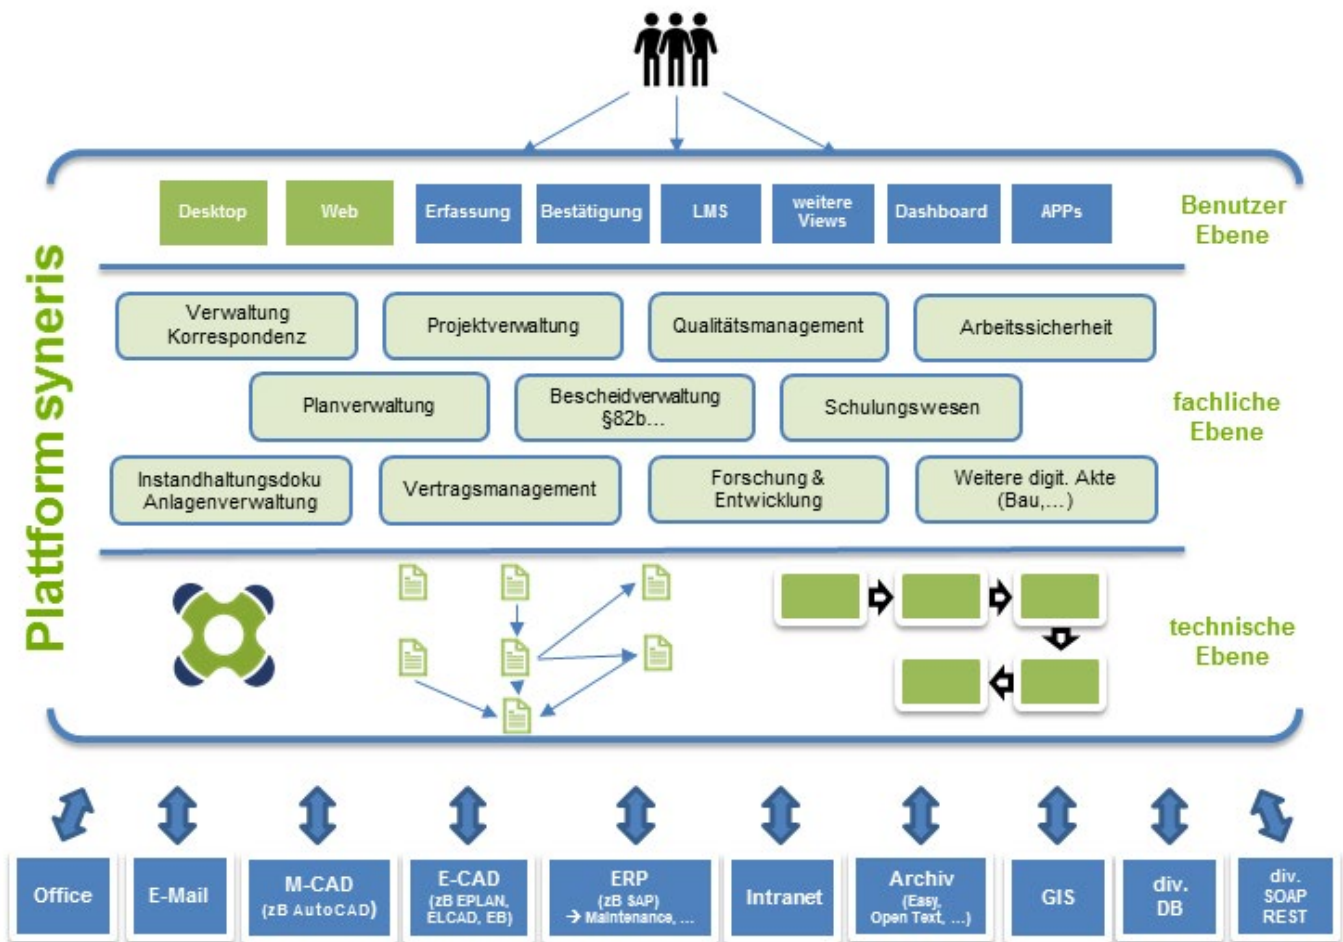 Plattform syneris
Desktop
Web
Erfassung
Bestätigung
LMS
weitere
Views
Dashboard
APPs
Benutzer
Ebene
Verwaltung
Korrespondenz
Projektverwaltung
Qualitätsmanagement
Arbeitssicherheit
Planverwaltung
Bescheidverwaltung
§82b...
Schulungswesen
fachliche
Ebene
Instandhaltungsdoku
Anlagenverwaltung
Vertragsmanagement
Forschung &
Entwicklung
Weitere digit. Akte
(Bau,...)
technische
Ebene
Office
E-Mail
M-CAD
(zB AutoCAD)
E-CAD
(zB EPLAN,
ELCAD, EB)
ERP
(zB SAP)
→ Maintenance, ...
Intranet
Archiv
(Easy,
Open Text, ...)
GIS
div.
DB
div.
SOAP
REST